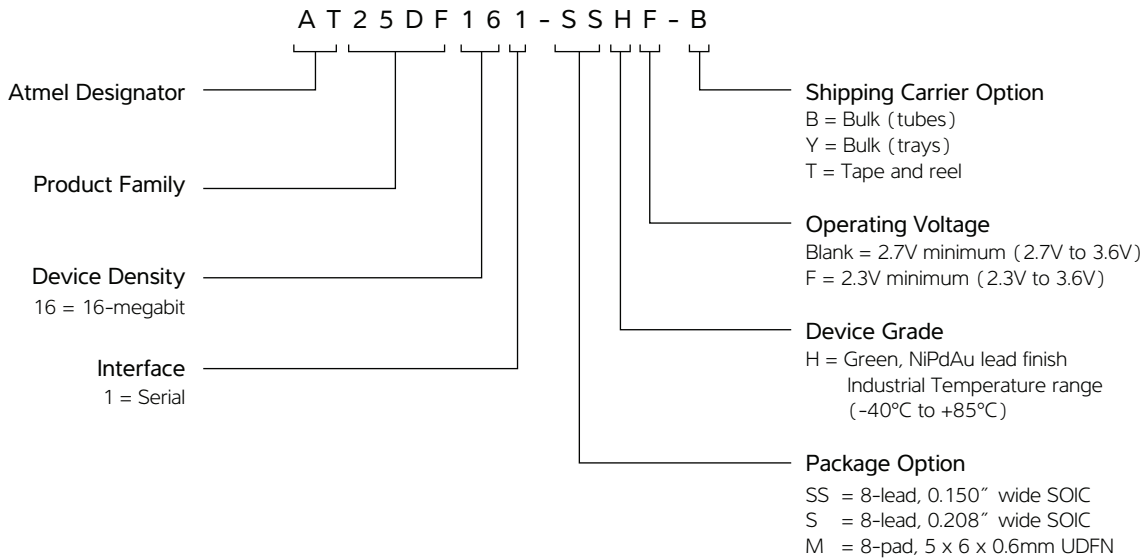 AT25DF161-SSHF-B
Atmel Designator
Product Family
Device Density
16 = 16-megabit
Interface
1 = Serial
Shipping Carrier Option
B = Bulk (tubes)
Y = Bulk (trays)
T = Tape and reel
Operating Voltage
Blank = 2.7V minimum (2.7V to 3.6V)
F = 2.3V minimum (2.3V to 3.6V)
Device Grade
H = Green, NiPdAu lead finish
Industrial Temperature range
(-40°C to +85°C)
Package Option
SS = 8-lead, 0.150″ wide SOIC
S = 8-lead, 0.208″ wide SOIC
M = 8-pad, 5 x 6 x 0.6mm UDFN